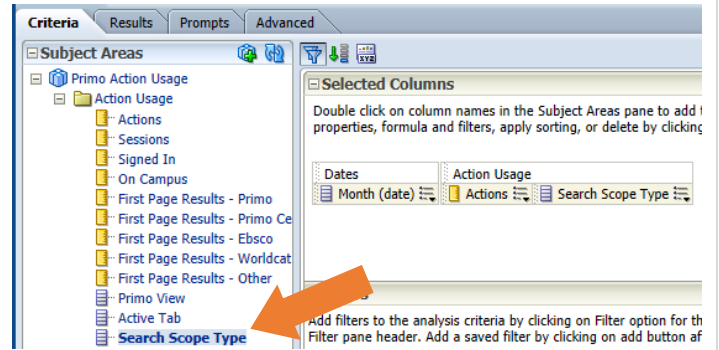 Criteria Results Prompts Advanced
Subject Areas
Primo Action Usage
Action Usage
Actions
Sessions
Signed In
On Campus
First Page Results - Primo
First Page Results - Primo Ce
First Page Results - Ebsco
First Page Results - Worldcat
First Page Results - Other
Primo View
Active Tab
Search Scope Type
XYZ
Selected Columns
Double click on column names in the Subject Areas pane to add
properties, formula and filters, apply sorting, or delete by clicking
Dates Action Usage
Month (date) Actions Search Scope Type
Add filters to the analysis criteria by clicking on Filter option for th
Filter pane header. Add a saved filter by clicking on add button af